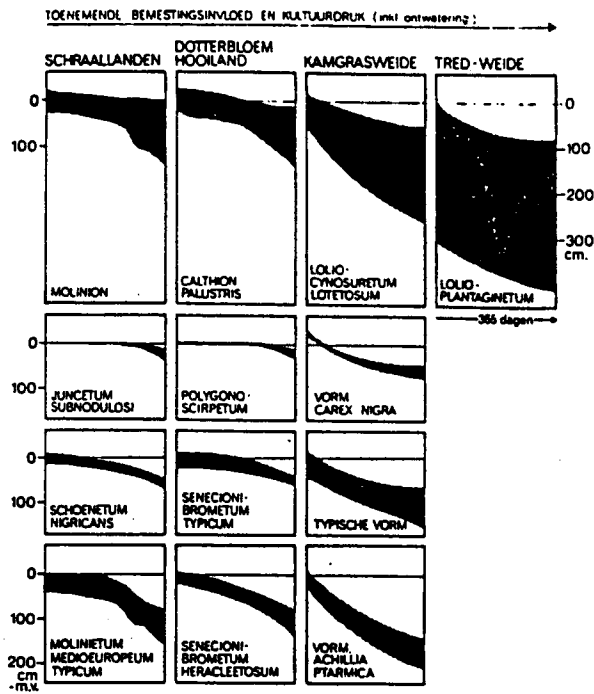 TOENEMENDE BEMESTINGSINVLOED EN KULTUURDRUK (inkl ontwatering)
SCHRAALLANDEN
DOTTERBLOEM
HOOILAND
KAMGRASWEIDE
TRED-WEIDE
0
100
0
100
200
300
cm.
MOLINION
CALTHION
PALUSTRIS
LOLIO-
CYNOSURETUM
LOTETOSUM
LOLIO-
PLANTAGINETUM
365 dagen
0
100
JUNCETUM
SUBNODULOSI
POLYGONO-
SCIRPETUM
VORM
CAREX NIGRA
0
100
SCHOENETUM
NIGRICANS
SENECIONI-
BROMETUM
TYPICUM
TYPISCHE VORM
0
100
200
cm
-m.v.
MOLINIETUM
MEDIOEUROPEUM
TYPICUM
SENECIONI-
BROMETUM
HERACLEETOSUM
VORM.
ACHILLIA
PTARMICA